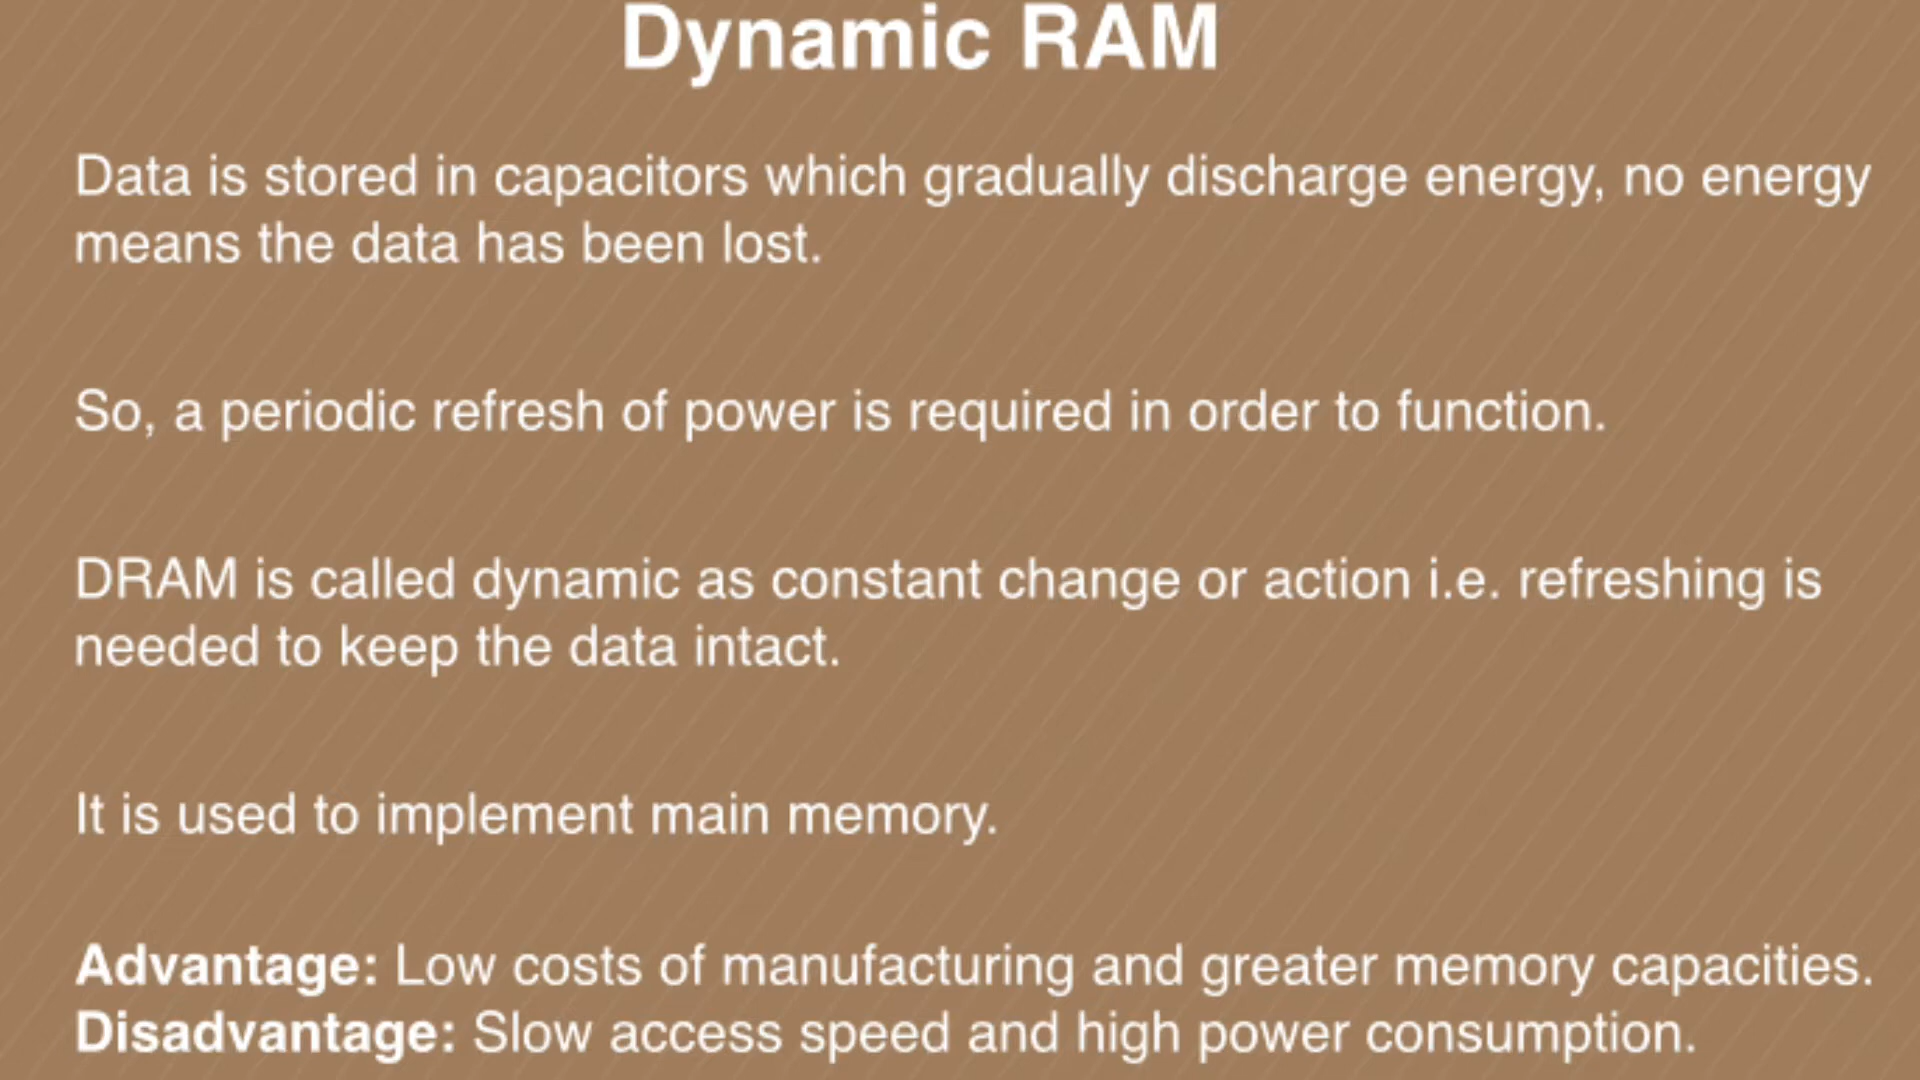 Dynamic RAM
Data is stored in capacitors which gradually discharge energy, no energy
means the data has been lost.
So, a periodic refresh of power is required in order to function.
DRAM is called dynamic as constant change or action i.e. refreshing is
needed to keep the data intact.
It is used to implement main memory.
Advantage: Low costs of manufacturing and greater memory capacities.
Disadvantage: Slow access speed and high power consumption.